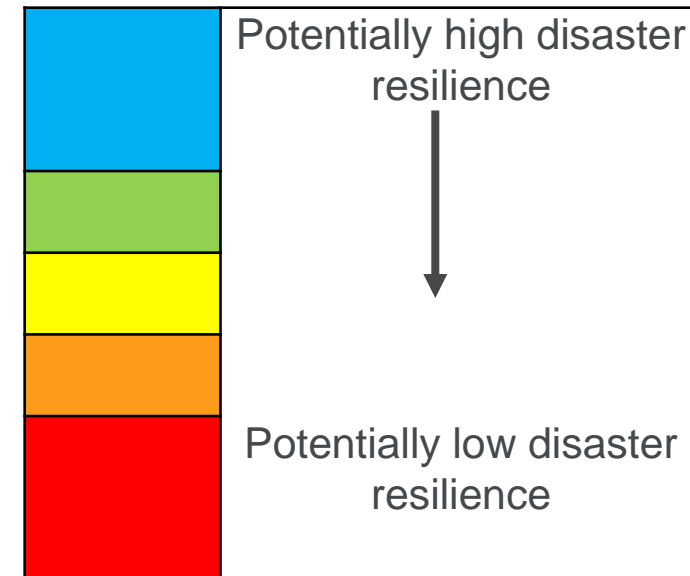 Potentially high disaster
resilience
Potentially low disaster
resilience